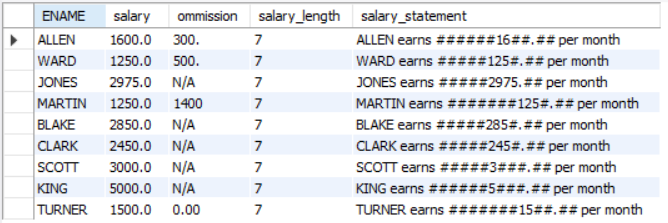 ENAME salary ommission salary_length salary_statement
ALLEN 1600.0 300. 7 ALLEN earns ######16##.## per month
WARD 1250.0 500. 7 WARD earns #####125#.## per month
JONES 2975.0 N/A 7 JONES earns #####2975.## per month
MARTIN 1250.0 1400 7 MARTIN earns #######125#.## per month
BLAKE 2850.0 N/A 7 BLAKE earns #####285#.## per month
CLARK 2450.0 N/A 7 CLARK earns #####245#.## per month
SCOTT 3000.0 N/A 7 SCOTT earns #####3###.## per month
KING 5000.0 N/A 7 KING earns ######5###.## per month
TURNER 1500.0 0.00 7 TURNER earns #######15##.## per month